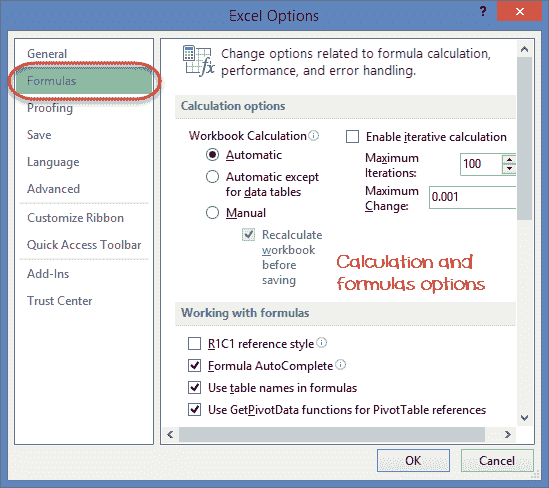 Excel Options
?
General
Formulas
Proofing
Save
Language
Advanced
Customize Ribbon
Quick Access Toolbar
Add-Ins
Trust Center
fx
Change options related to formula calculation,
performance, and error handling.
Calculation options
Workbook Calculation
Automatic
Automatic except
for data tables
Manual
Recalculate
workbook
before
saving
Enable iterative calculation
Maximum
Iterations:
100
Maximum
Change:
0.001
Calculation and
formulas options
Working with formulas
R1C1 reference style
Formula AutoComplete
Use table names in formulas
Use GetPivotData functions for PivotTable references
OK
Cancel